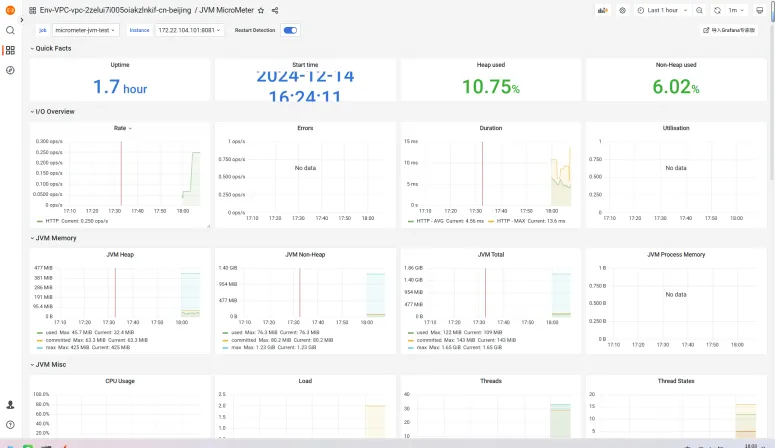 Env-VPC-vpc-2zelui7i005oiakzlnkif-cn-beijing / JVM MicroMeter
Last 1 hour
1m
job micrometer-jvm-test
Instance 172.22.104.101:8081
Restart Detection
导入Grafana专家版
Quick Facts
Uptime
1.7 hour
Start time
2024-12-14
16:24:11
Heap used
10.75%
Non-Heap used
6.02%
I/O Overview
Rate
0.300 ops/s
0.250 ops/s
0.200 ops/s
0.150 ops/s
0.100 ops/s
0.0500 ops/s
0 ops/s
17:10 17:20 17:30 17:40 17:50 18:00
HTTP Current: 0.250 ops/s
Errors
1 ops/s
0.750 ops/s
0.500 ops/s
0.250 ops/s
0 ops/s
No data
17:10 17:20 17:30 17:40 17:50 18:00
Duration
15 ms
10 ms
5 ms
0 s
17:10 17:20 17:30 17:40 17:50 18:00
HTTP - AVG Current: 4.56 ms HTTP - MAX Current: 13.6 ms
Utilisation
1
0.750
0.500
0.250
0
No data
17:10 17:20 17:30 17:40 17:50 18:00
JVM Memory
JVM Heap
477 MiB
381 MiB
286 MiB
191 MiB
95.4 MiB
0 B
17:10 17:20 17:30 17:40 17:50 18:00
used Max: 45.7 MiB Current: 32.4 MiB
committed Max: 63.3 MiB Current: 63.3 MiB
max Max: 425 MiB Current: 425 MiB
JVM Non-Heap
1.40 GiB
954 MiB
477 MiB
0 B
17:10 17:20 17:30 17:40 17:50 18:00
used Max: 76.3 MiB Current: 76.3 MiB
committed Max: 80.2 MiB Current: 80.2 MiB
max Max: 1.23 GiB Current: 1.23 GiB
JVM Total
1.86 GiB
1.40 GiB
954 MiB
477 MiB
0 B
17:10 17:20 17:30 17:40 17:50 18:00
used Max: 122 MiB Current: 109 MiB
committed Max: 143 MiB Current: 143 MiB
max Max: 1.65 GiB Current: 1.65 GiB
JVM Process Memory
1 B
0.750 B
0.500 B
0.250 B
0 B
No data
17:10 17:20 17:30 17:40 17:50 18:00
JVM Misc
CPU Usage
100.0%
80.0%
60.0%
40.0%
20.0%
Load
2.5
2.0
1.5
1.0
0.5
Threads
40
30
20
10
Thread States
20
15
10
5
18:09